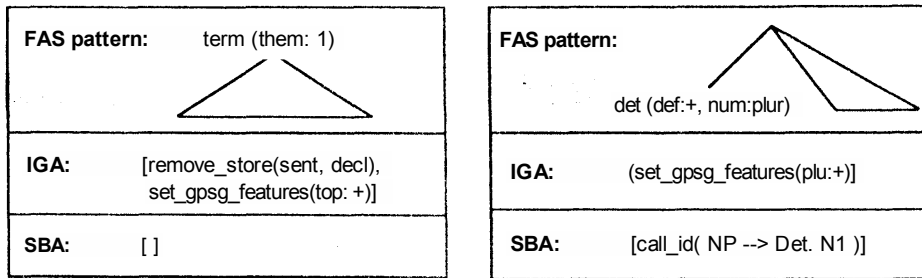 FAS pattern: term (them: 1)
IGA: [remove_store(sent, decl),
set_gpsg_features(top: +)]
SBA: [ ]
FAS pattern:
det (def:+, num:plur)
IGA: (set_gpsg_features(plu:+)]
SBA: [call_id( NP --> Det. N1 )]